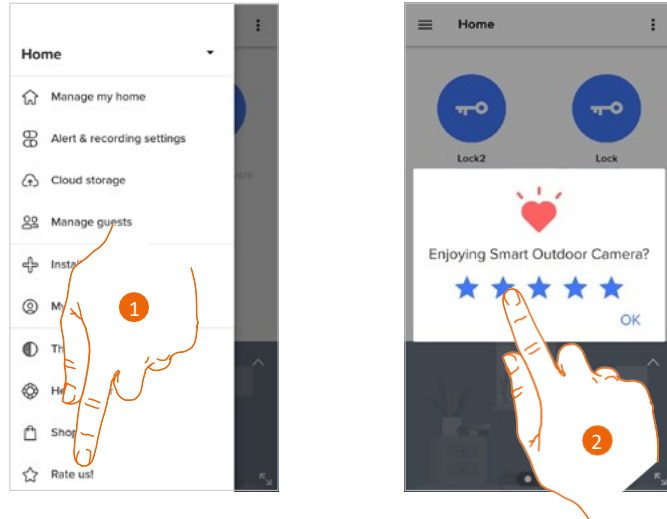 Home
Manage my home
Alert & recording settings
Cloud storage
Manage guests
Rate us!
1
Home
Lock2
Lock
Enjoying Smart Outdoor Camera?
OK
2